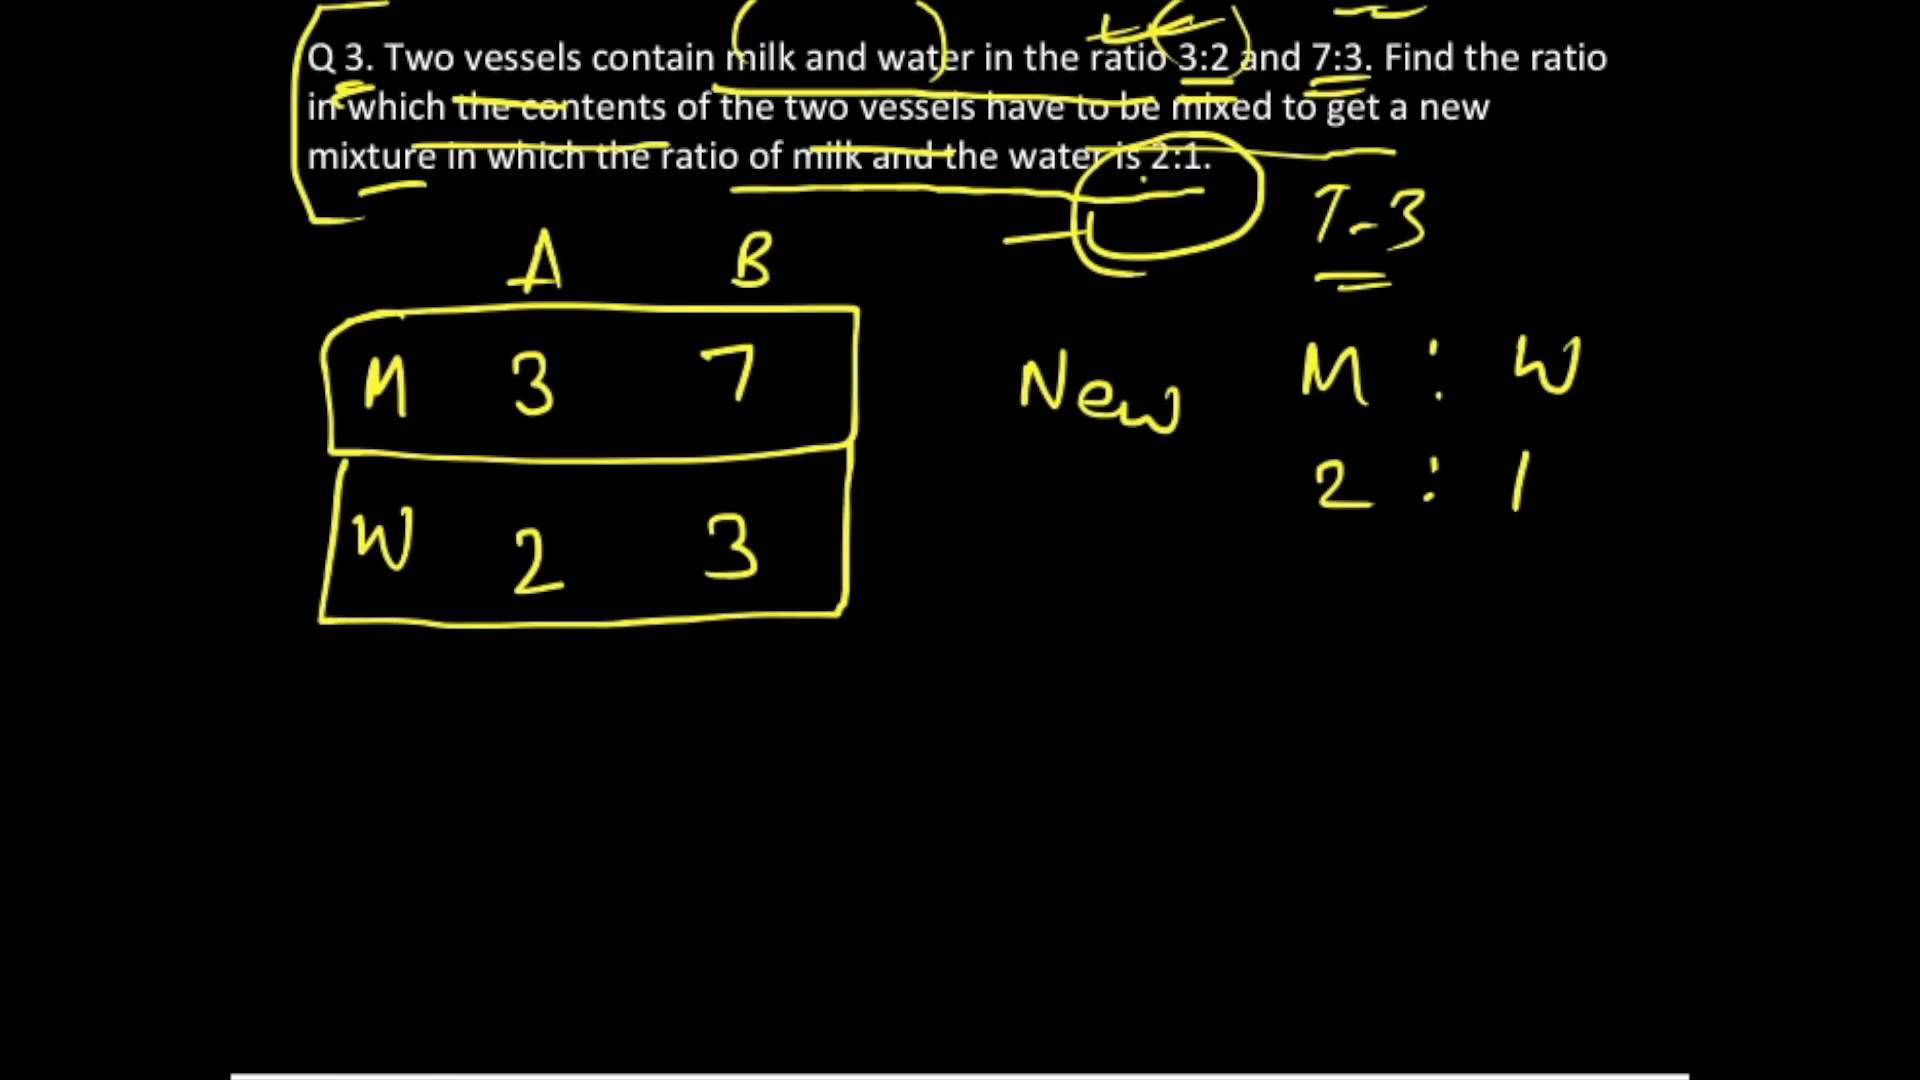 Q 3. Two vessels contain milk and water in the ratio 3:2 and 7:3. Find the ratio
in which the contents of the two vessels have to be mixed to get a new
mixture in which the ratio of milk and the water is 2:1.
7-3
A B
M 3 7
New M : W
2 : 1
W 2 3